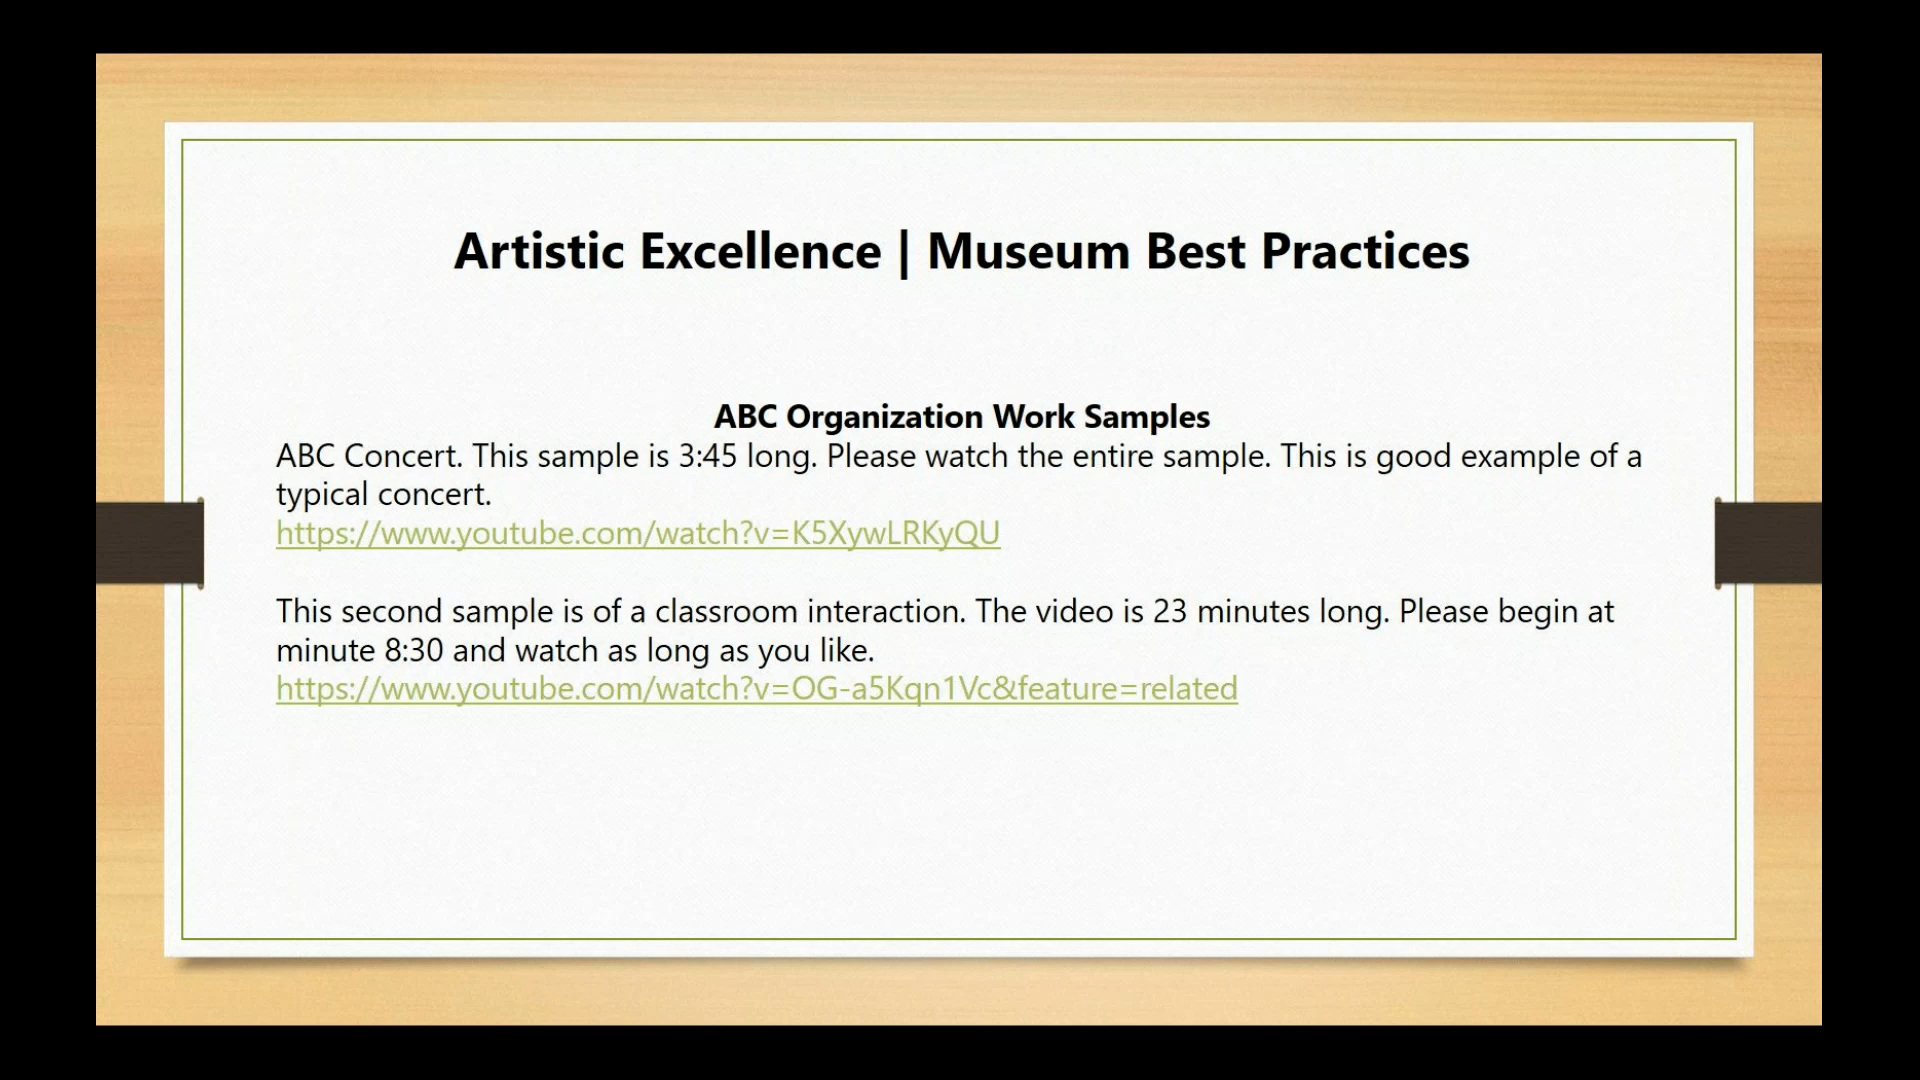 Artistic Excellence | Museum Best Practices
ABC Organization Work Samples
ABC Concert. This sample is 3:45 long. Please watch the entire sample. This is good example of a
typical concert.
https://www.youtube.com/watch?v=K5XywLRKyQU
This second sample is of a classroom interaction. The video is 23 minutes long. Please begin at
minute 8:30 and watch as long as you like.
https://www.youtube.com/watch?v=OG-a5Kqn1Vc&feature=related